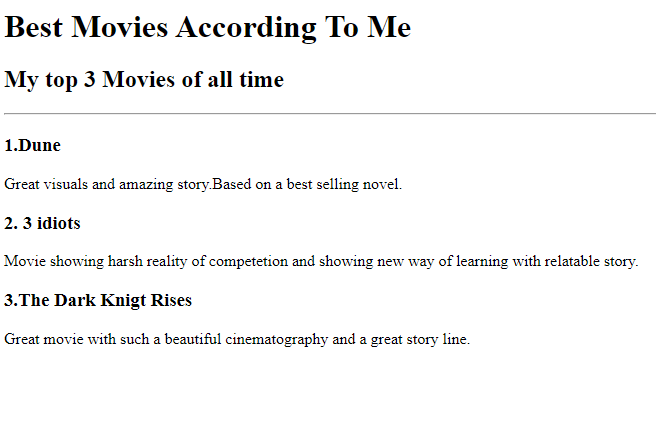 Best Movies According To Me
My top 3 Movies of all time
1.Dune
Great visuals and amazing story.Based on a best selling novel.
2. 3 idiots
Movie showing harsh reality of competetion and showing new way of learning with relatable story.
3.The Dark Knigt Rises
Great movie with such a beautiful cinematography and a great story line.